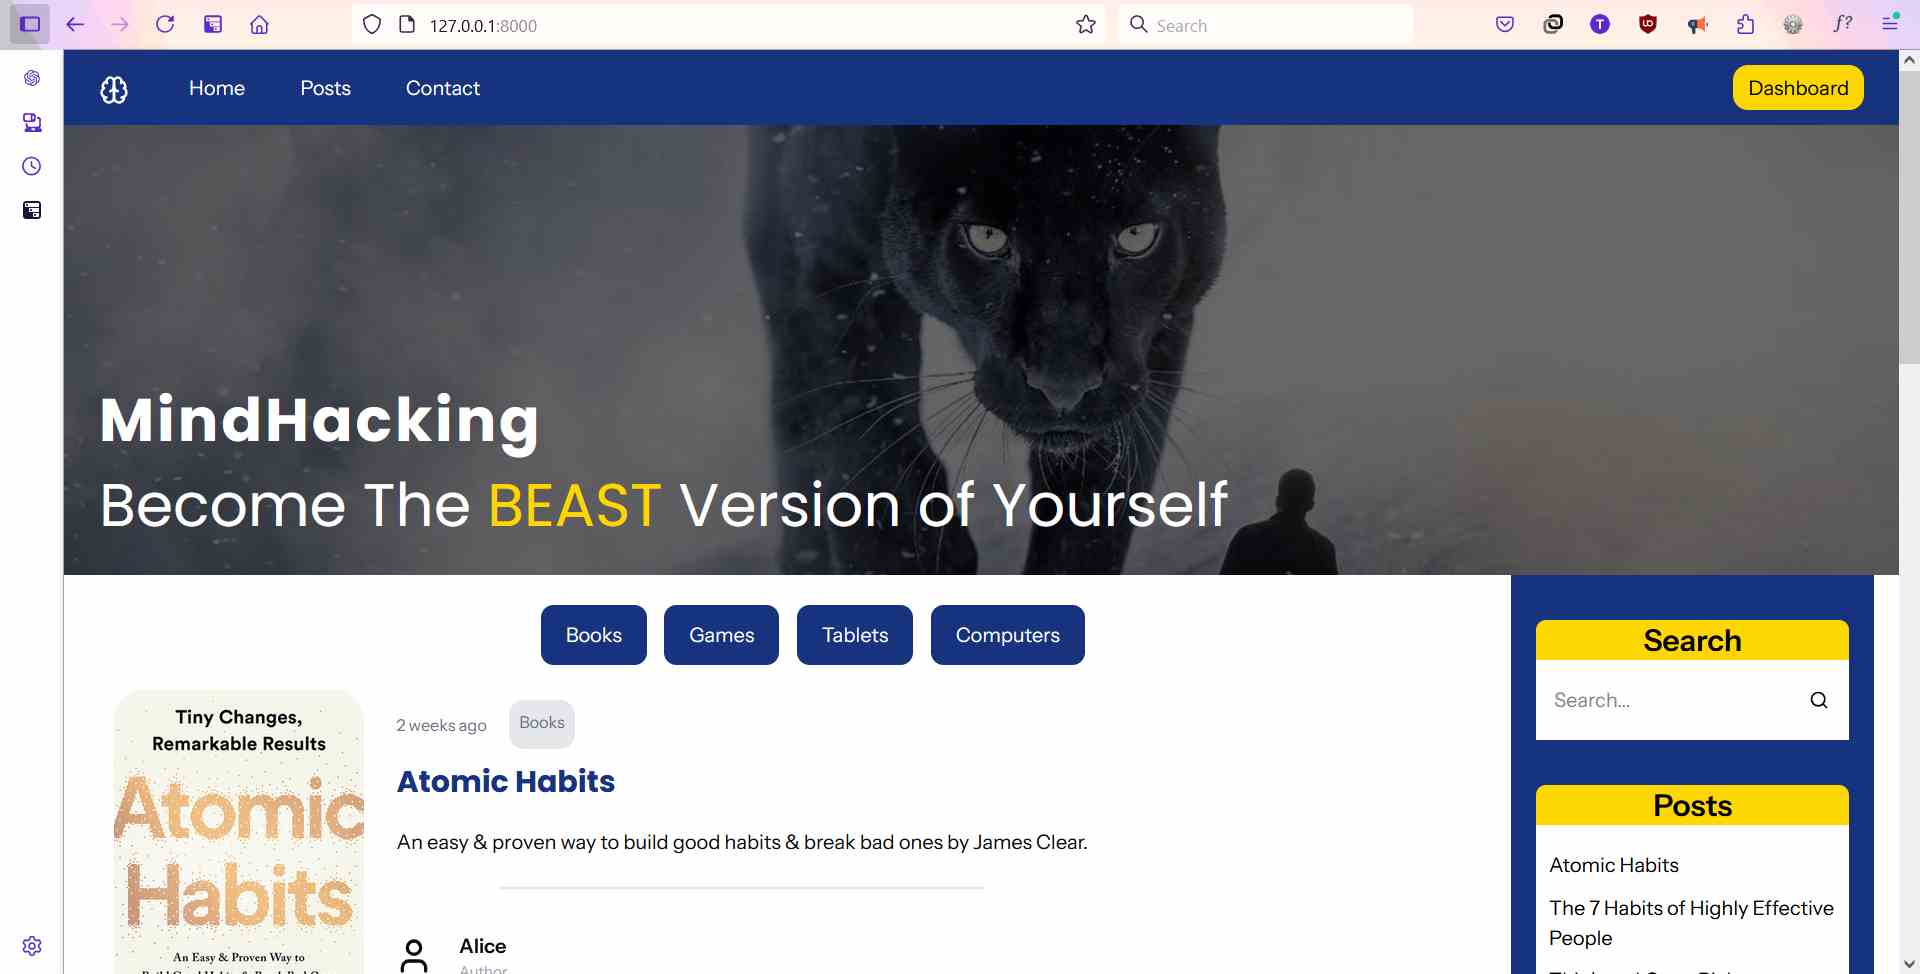 127.0.0.1:8000
Search
Home
Posts
Contact
Dashboard
MindHacking
Become The BEAST Version of Yourself
Books
Games
Tablets
Computers
Tiny Changes,
Remarkable Results
Atomic
Habits
An Easy & Proven Way to
2 weeks ago
Books
Atomic Habits
An easy & proven way to build good habits & break bad ones by James Clear.
Alice
Author
Search
Search...
Posts
Atomic Habits
The 7 Habits of Highly Effective
People